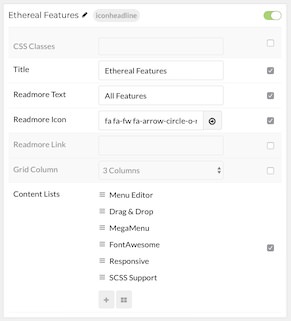 Ethereal Features iconheadline
CSS Classes
Title Ethereal Features
Readmore Text All Features
Readmore Icon fa fa-fw fa-arrow-circle-o-r
Readmore Link
Grid Column 3 Columns
Content Lists Menu Editor
Drag & Drop
MegaMenu
FontAwesome
Responsive
SCSS Support